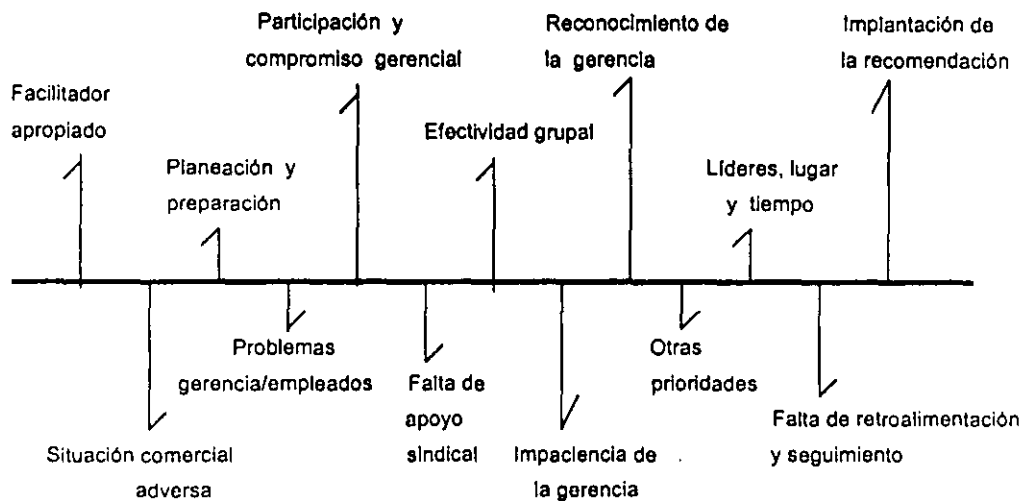 Participación y
compromiso gerencial
Reconocimiento de
la gerencia
Implantación de
la recomendación
Facilitador
apropiado
Efectividad grupal
Planeación y
preparación
Líderes, lugar
y tiempo
Problemas
gerencia/empleados
Falta de
apoyo
sindical
Otras
prioridades
Situación comercial
adversa
Impaciencia de
la gerencia
Falta de retroalimentación
y seguimiento